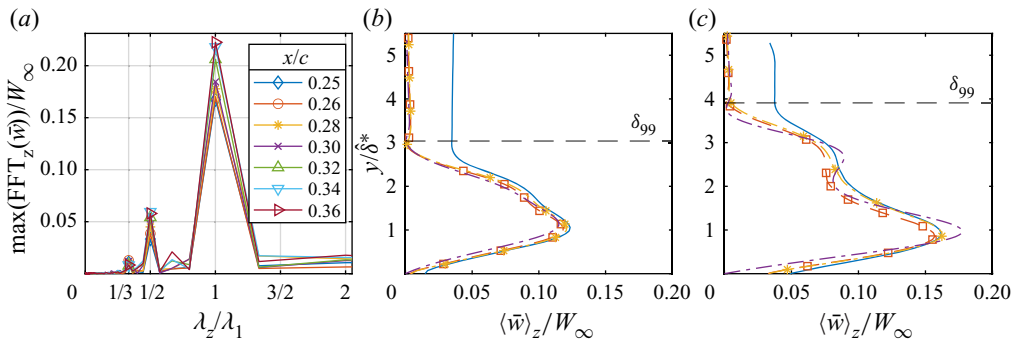 (a)
max(FFT_z(w̄))/W_∞
0.20
0.15
0.10
0.05
0 1/3 1/2 1 3/2 2
λ_z/λ_1
x/c
0.25
0.26
0.28
0.30
0.32
0.34
0.36
(b)
y/δ̂*
5
4
3
2
1
0 0.05 0.10 0.15 0.20
⟨w̄⟩_z/W_∞
δ_99
(c)
5
4
3
2
1
0 0.05 0.10 0.15 0.20
⟨w̄⟩_z/W_∞
δ_99